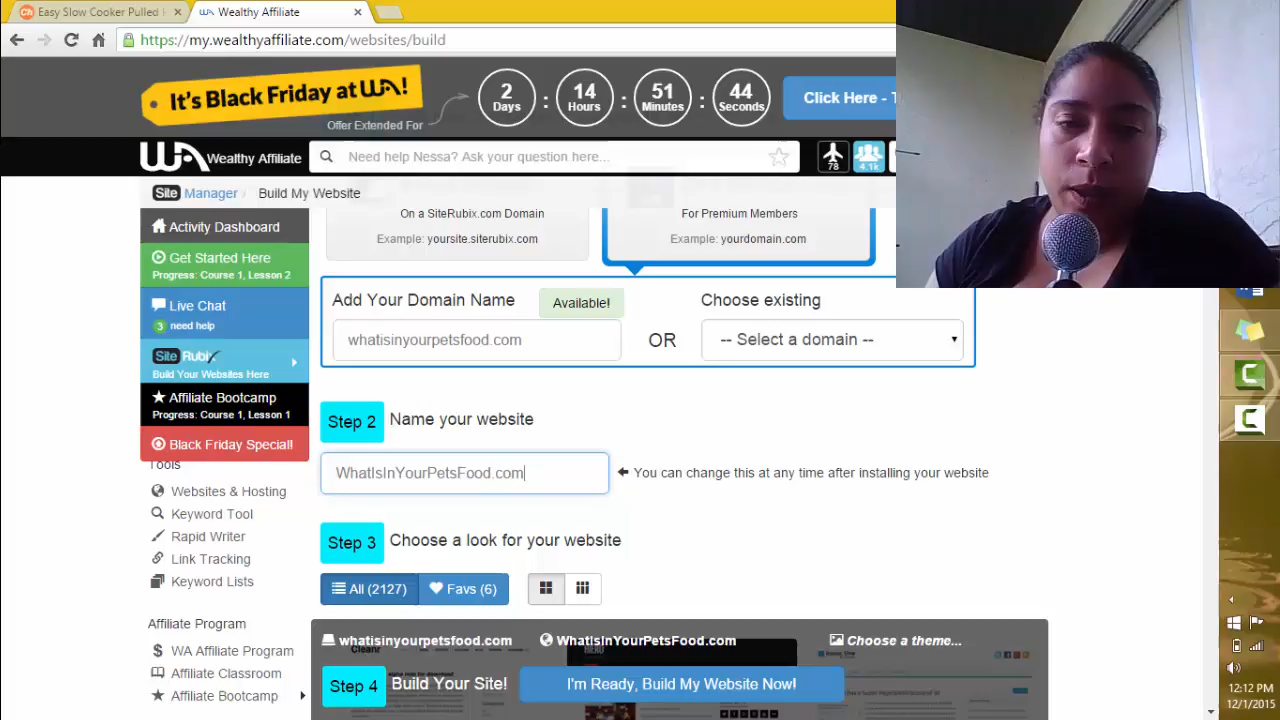 Easy Slow Cooker Pulled
Wealthy Affiliate
https://my.wealthyaffiliate.com/websites/build
It's Black Friday at WA!
Offer Extended For
2 Days : 14 Hours : 51 Minutes : 44 Seconds
Click Here -
WA Wealthy Affiliate
Need help Nessa? Ask your question here...
78
4.1k
Site Manager / Build My Website
On a SiteRubix.com Domain
Example: yoursite.siterubix.com
For Premium Members
Example: yourdomain.com
Activity Dashboard
Get Started Here
Progress: Course 1, Lesson 2
Live Chat
3 need help
Site Rubix
Build Your Websites Here
Affiliate Bootcamp
Progress: Course 1, Lesson 1
Black Friday Special!
Tools
Websites & Hosting
Keyword Tool
Rapid Writer
Link Tracking
Keyword Lists
Affiliate Program
WA Affiliate Program
Affiliate Classroom
Affiliate Bootcamp
Add Your Domain Name
Available!
Choose existing
whatisinyourpetsfood.com
OR
-- Select a domain --
Step 2 Name your website
WhatIsInYourPetsFood.com
You can change this at any time after installing your website
Step 3 Choose a look for your website
All (2127)
Favs (6)
whatisinyourpetsfood.com
WhatIsInYourPetsFood.com
Choose a theme...
Step 4 Build Your Site!
I'm Ready, Build My Website Now!
12:12 PM
12/1/2015